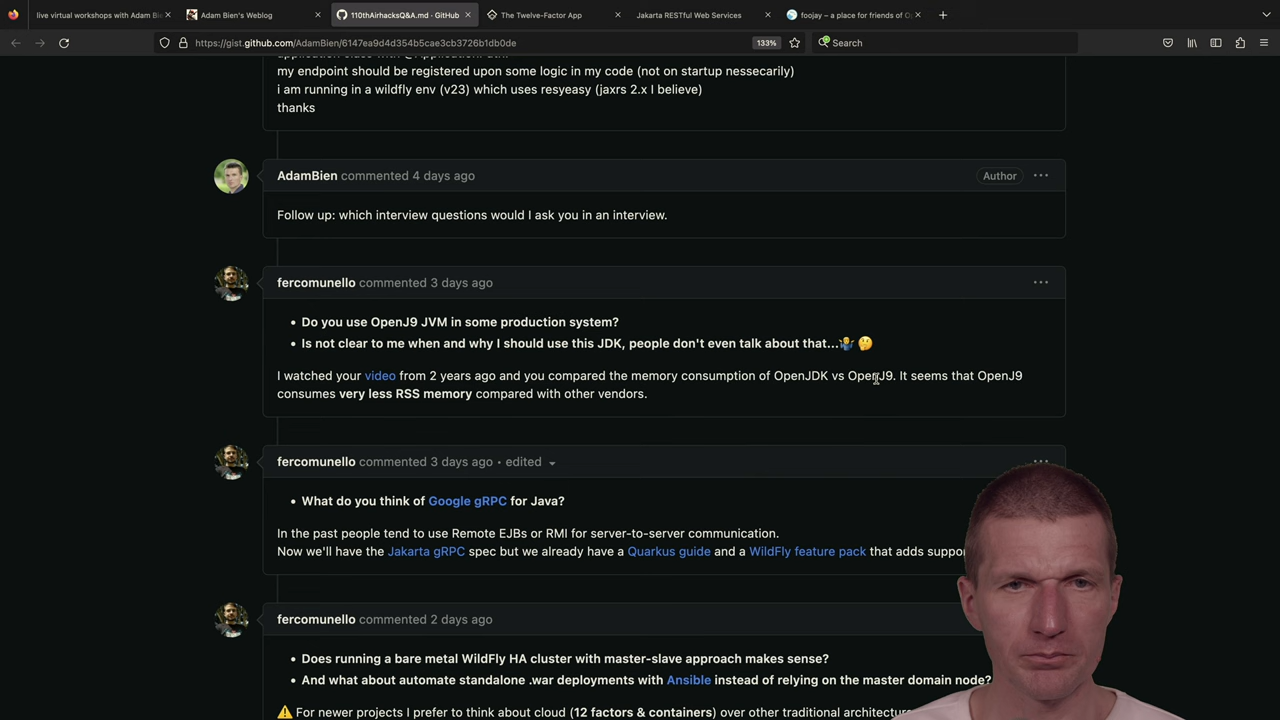 live virtual workshops with Adam Bie
Adam Bien's Weblog
110thAirhacksQ&A.md · GitHub
The Twelve-Factor App
Jakarta RESTful Web Services
foojay – a place for friends of Op
https://gist.github.com/AdamBien/6147ea9d4d354b5cae3cb3726b1db0de
133%
Search
my endpoint should be registered upon some logic in my code (not on startup nessecarily)
i am running in a wildfly env (v23) which uses resyeasy (jaxrs 2.x I believe)
thanks
AdamBien commented 4 days ago
Author
Follow up: which interview questions would I ask you in an interview.
fercomunello commented 3 days ago
• Do you use OpenJ9 JVM in some production system?
• Is not clear to me when and why I should use this JDK, people don't even talk about that...🤷‍♂️ 🤔
I watched your video from 2 years ago and you compared the memory consumption of OpenJDK vs OpenJ9. It seems that OpenJ9
consumes very less RSS memory compared with other vendors.
fercomunello commented 3 days ago • edited
• What do you think of Google gRPC for Java?
In the past people tend to use Remote EJBs or RMI for server-to-server communication.
Now we'll have the Jakarta gRPC spec but we already have a Quarkus guide and a WildFly feature pack that adds suppo
fercomunello commented 2 days ago
• Does running a bare metal WildFly HA cluster with master-slave approach makes sense?
• And what about automate standalone .war deployments with Ansible instead of relying on the master domain node?
⚠️ For newer projects I prefer to think about cloud (12 factors & containers) over other traditional architectur